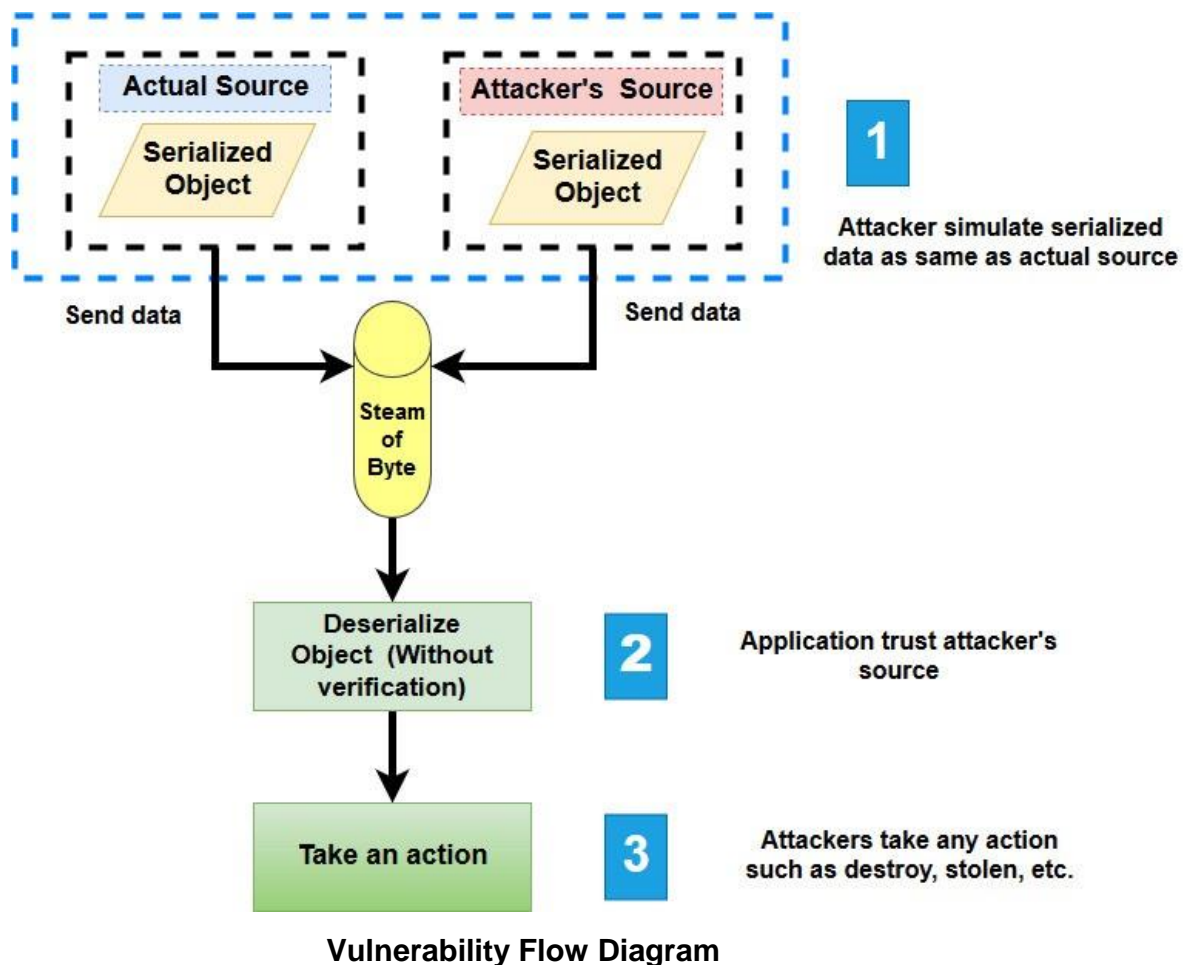 Actual Source
Serialized
Object
Attacker's Source
Serialized
Object
1
Attacker simulate serialized
data as same as actual source
Send data
Send data
Steam
of
Byte
Deserialize
Object (Without
verification)
2
Application trust attacker's
source
Take an action
3
Attackers take any action
such as destroy, stolen, etc.
Vulnerability Flow Diagram